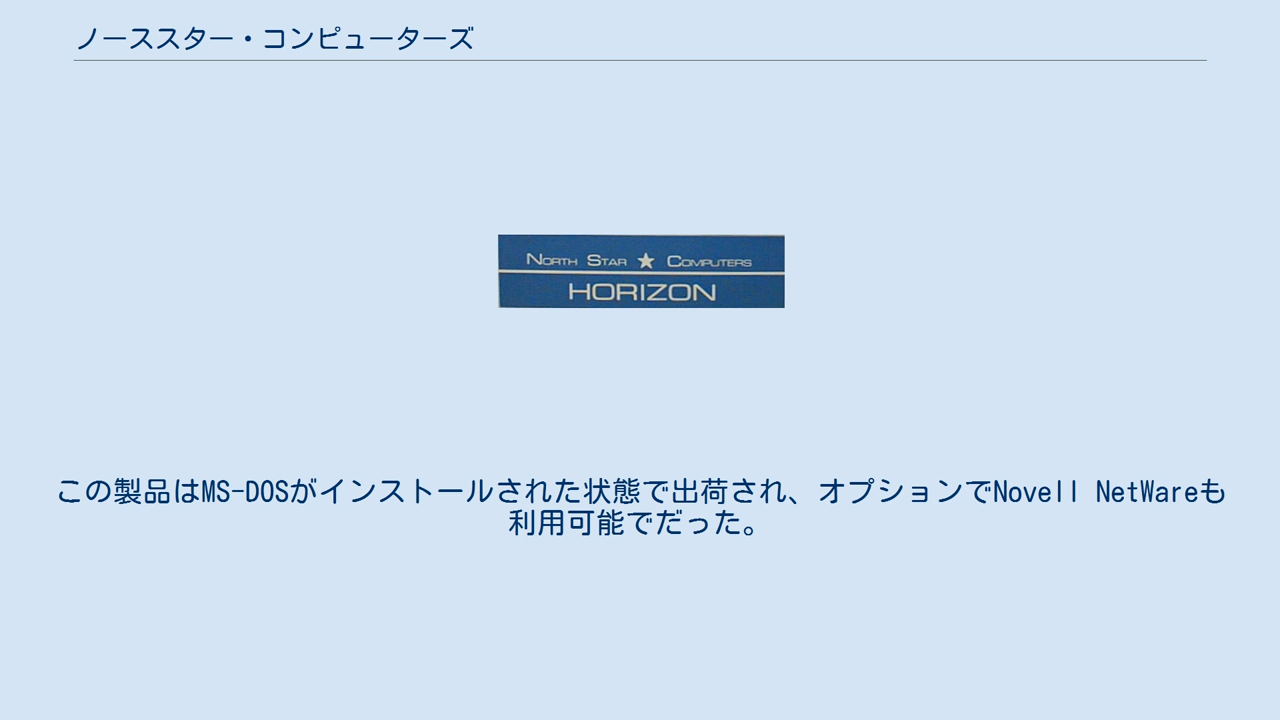 ノーススター・コンピューターズ
NORTH STAR ★ COMPUTERS
HORIZON
この製品はMS-DOSがインストールされた状態で出荷され、オプションでNovell NetWareも
利用可能でだった。